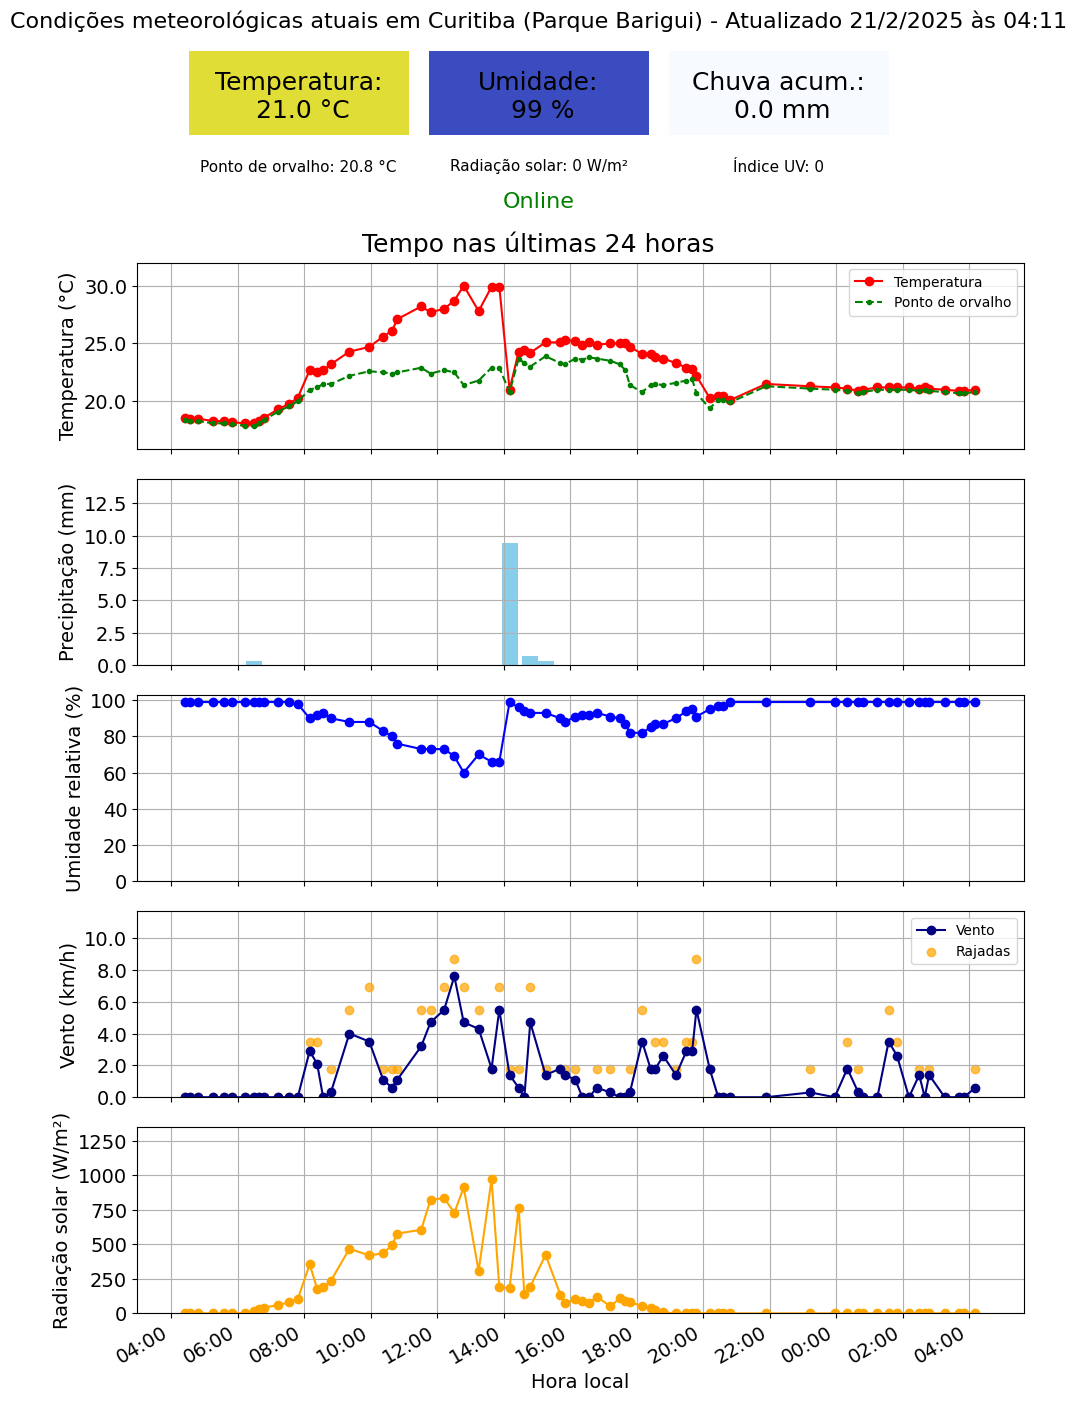 Condições meteorológicas atuais em Curitiba (Parque Barigui) - Atualizado 21/2/2025 às 04:11
Temperatura:
21.0 °C
Umidade:
99 %
Chuva acum.:
0.0 mm
Ponto de orvalho: 20.8 °C
Radiação solar: 0 W/m²
Índice UV: 0
Online
Tempo nas últimas 24 horas
Temperatura (°C)
30.0
25.0
20.0
Temperatura
Ponto de orvalho
Precipitação (mm)
12.5
10.0
7.5
5.0
2.5
0.0
Umidade relativa (%)
100
80
60
40
20
0
Vento (km/h)
10.0
8.0
6.0
4.0
2.0
0.0
Vento
Rajadas
Radiação solar (W/m²)
1250
1000
750
500
250
0
04:00
06:00
08:00
10:00
12:00
14:00
16:00
18:00
20:00
22:00
00:00
02:00
04:00
Hora local